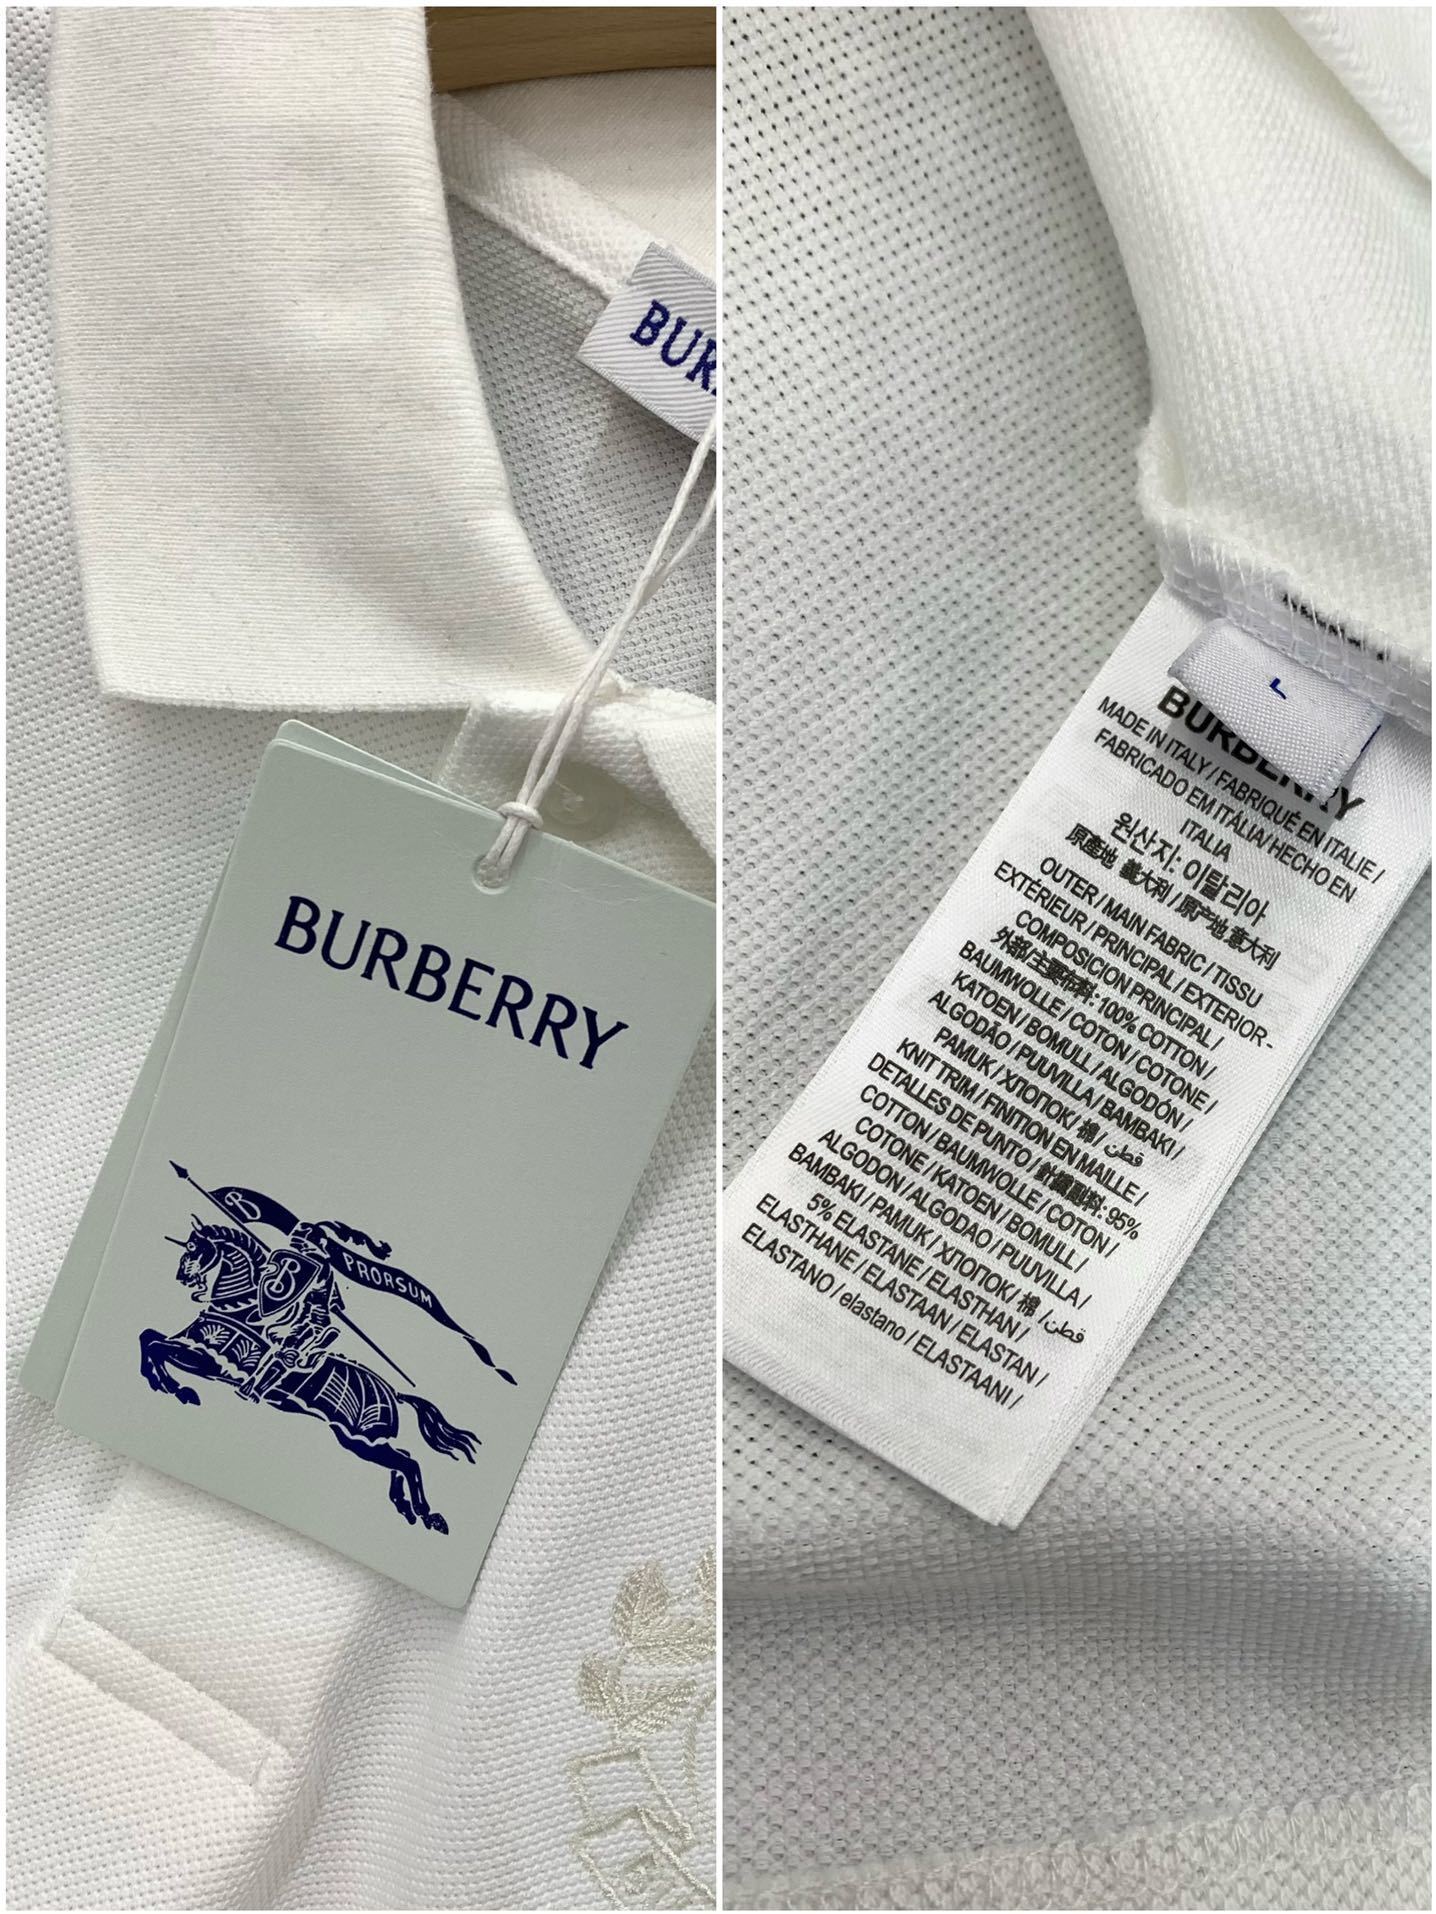 BUR
BURBERRY
B
PRORSUM
B
L
BURBERRY
MADE IN ITALY / FABRIQUÉ EN ITALIE /
FABRICADO EM ITÁLIA/ HECHO EN
ITALIA
원산지: 이탈리아
原產地 義大利 / 原产地 意大利
OUTER / MAIN FABRIC / TISSU
EXTÉRIEUR / PRINCIPAL / EXTERIOR -
COMPOSICION PRINCIPAL /
外部/主要布料: 100% COTTON /
BAUMWOLLE / COTON / COTONE /
KATOEN / BOMULL / ALGODÓN /
ALGODÃO / PUUVILLA / BAMBAKI /
PAMUK / ХЛОПОК/ 棉 / قطن
KNIT TRIM / FINITION EN MAILLE /
DETALLES DE PUNTO / 針織副料: 95%
COTTON / BAUMWOLLE / COTON /
COTONE / KATOEN / BOMULL /
ALGODON / ALGODAO / PUUVILLA /
BAMBAKI / PAMUK / ХЛОПОК / 棉 / قطن
5% ELASTANE / ELASTHAN /
ELASTHANE / ELASTAAN / ELASTAN /
ELASTANO / elastano / ELASTAANI /